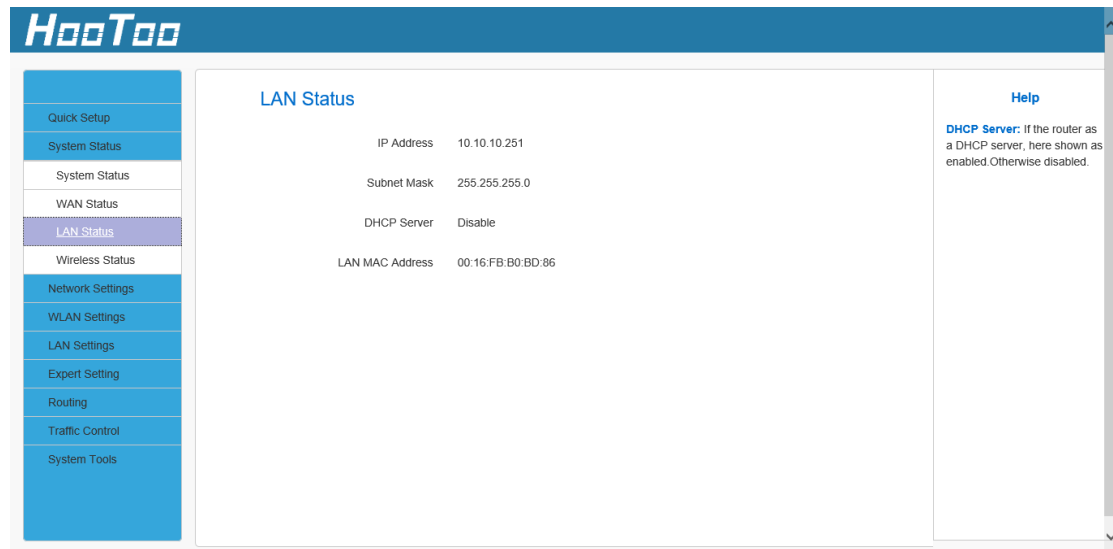 HooToo
Quick Setup
System Status
System Status
WAN Status
LAN Status
Wireless Status
Network Settings
WLAN Settings
LAN Settings
Expert Setting
Routing
Traffic Control
System Tools
LAN Status
IP Address 10.10.10.251
Subnet Mask 255.255.255.0
DHCP Server Disable
LAN MAC Address 00:16:FB:B0:BD:86
Help
DHCP Server: If the router as
a DHCP server, here shown as
enabled.Otherwise disabled.